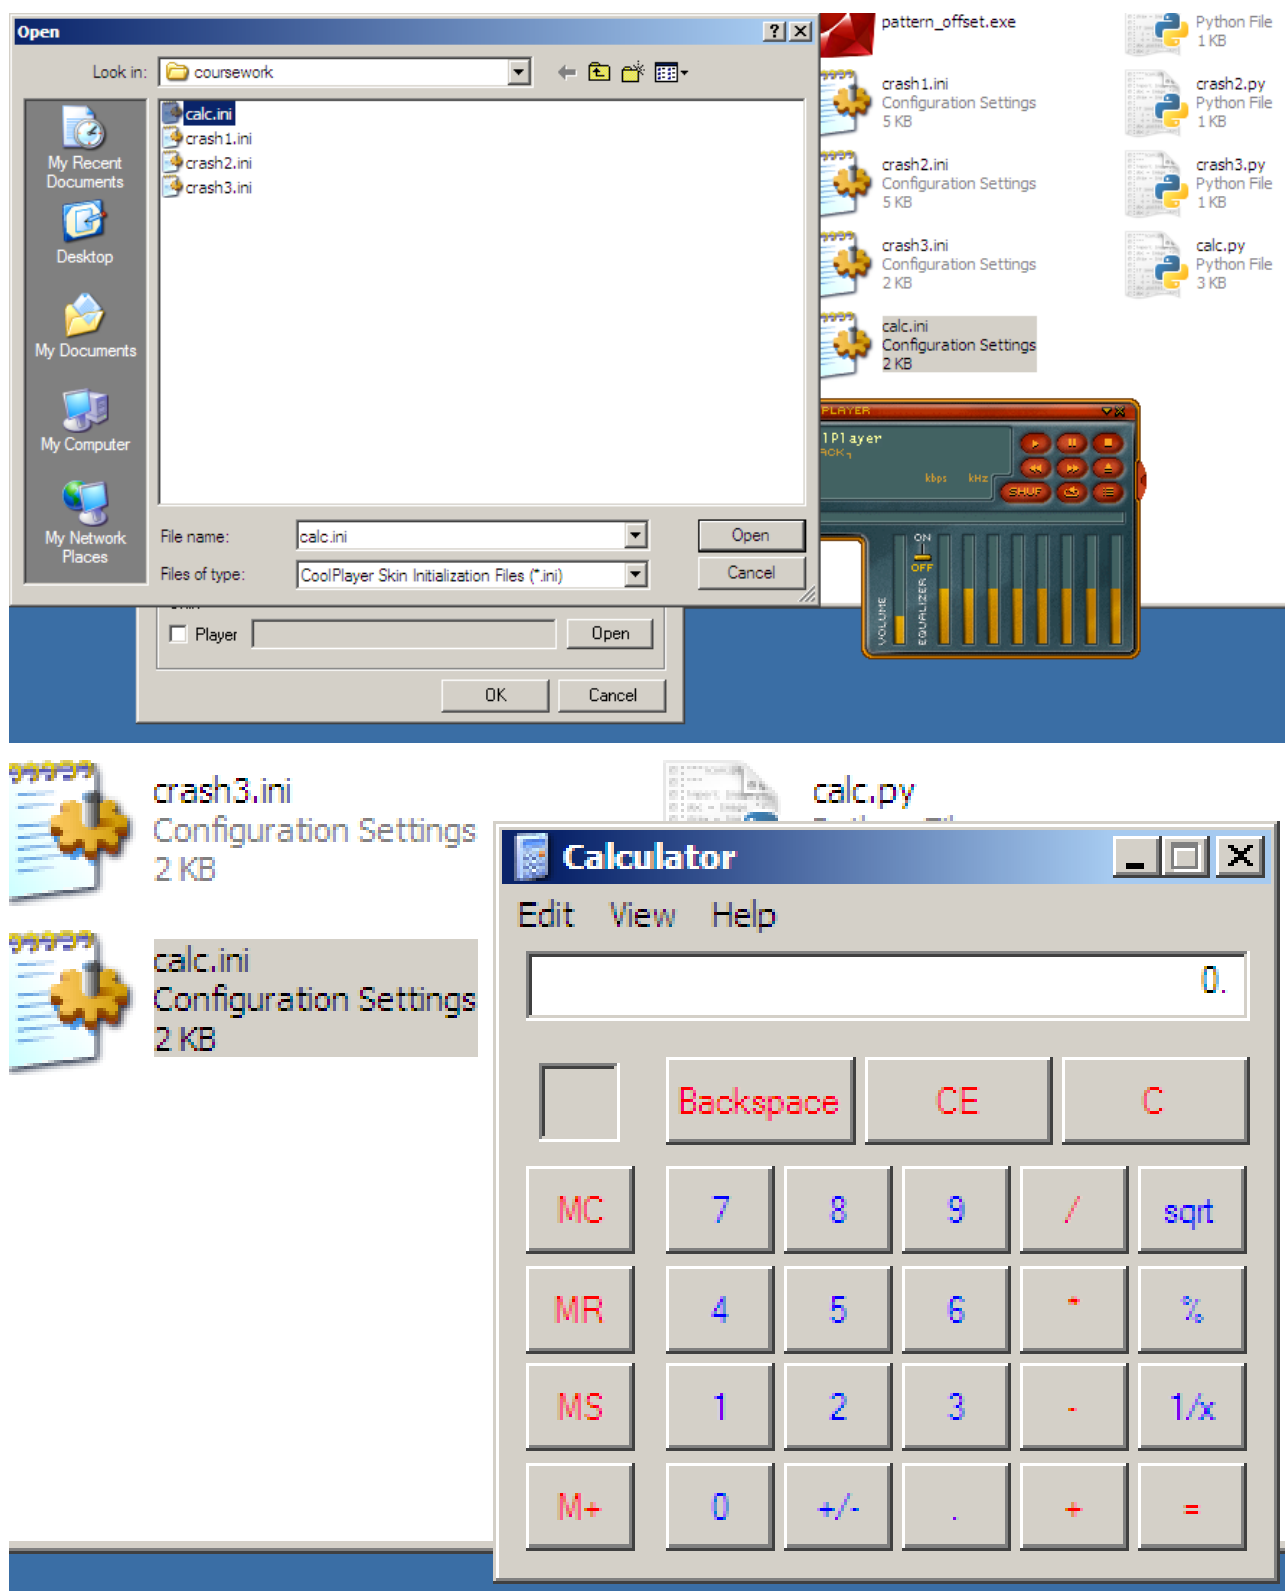 Open
Look in:
coursework
calc.ini
crash1.ini
crash2.ini
crash3.ini
My Recent
Documents
Desktop
My Documents
My Computer
My Network
Places
File name:
calc.ini
Open
Files of type:
CoolPlayer Skin Initialization Files (*.ini)
Cancel
Player
Open
OK
Cancel
pattern_offset.exe
Python File
1 KB
crash1.ini
Configuration Settings
5 KB
crash2.py
Python File
1 KB
crash2.ini
Configuration Settings
5 KB
crash3.py
Python File
1 KB
crash3.ini
Configuration Settings
2 KB
calc.py
Python File
3 KB
calc.ini
Configuration Settings
2 KB
PLAYER
lPlayer
ACK
kbps kHz
SHUF
ON
OFF
VOLUME
EQUALIZER
crash3.ini
Configuration Settings
2 KB
calc.py
calc.ini
Configuration Settings
2 KB
Calculator
Edit View Help
0.
Backspace CE C
MC 7 8 9 / sqrt
MR 4 5 6 * %
MS 1 2 3 - 1/x
M+ 0 +/- . + =